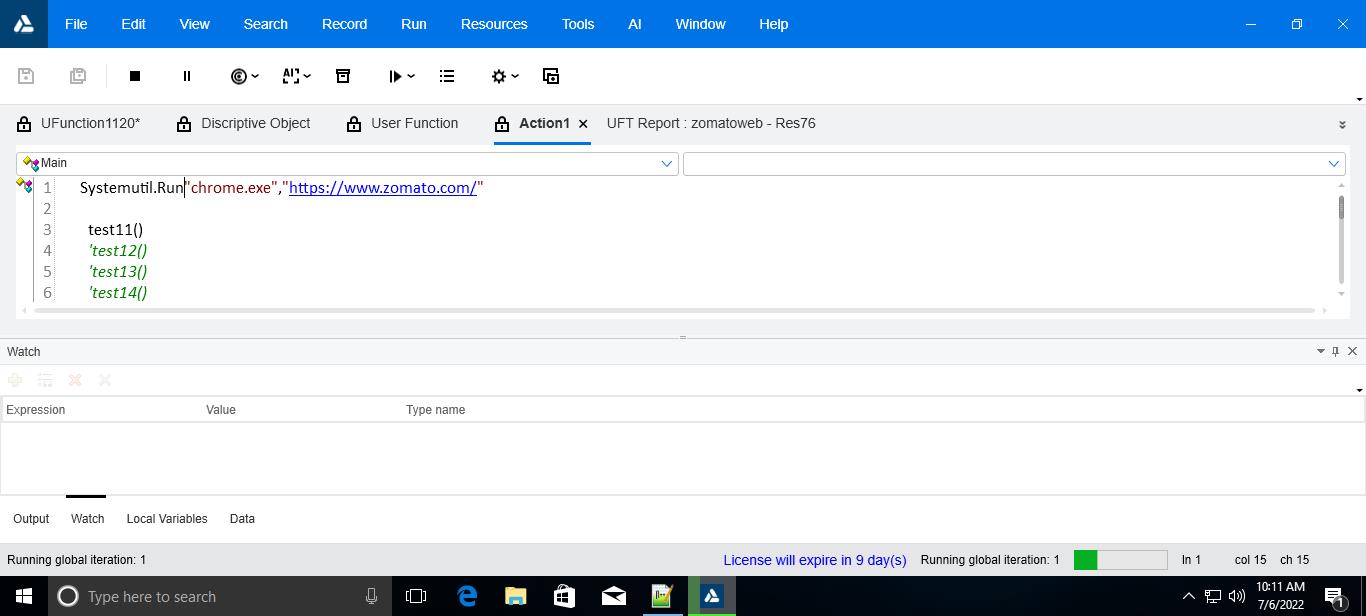 File Edit View Search Record Run Resources Tools AI Window Help
AI
UFunction1120* Discriptive Object User Function Action1 UFT Report : zomatoweb - Res76
Main
1 Systemutil.Run"chrome.exe","https://www.zomato.com/"
2
3 test11()
4 'test12()
5 'test13()
6 'test14()
Watch
Expression Value Type name
Output Watch Local Variables Data
Running global iteration: 1 License will expire in 9 day(s) Running global iteration: 1 ln 1 col 15 ch 15
Type here to search
10:11 AM
7/6/2022
1